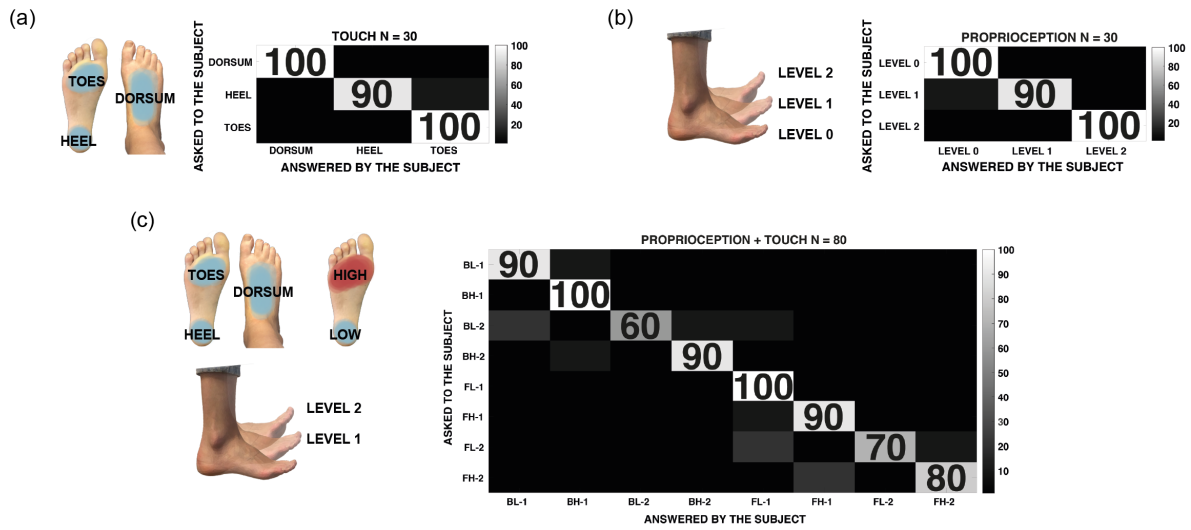 (a)
TOES
DORSUM
HEEL
TOUCH N = 30
ASKED TO THE SUBJECT
DORSUM
HEEL
TOES
100
90
100
DORSUM
HEEL
TOES
ANSWERED BY THE SUBJECT
100
80
60
40
20
(b)
LEVEL 2
LEVEL 1
LEVEL 0
PROPRIOCEPTION N = 30
ASKED TO THE SUBJECT
LEVEL 0
LEVEL 1
LEVEL 2
100
90
100
LEVEL 0
LEVEL 1
LEVEL 2
ANSWERED BY THE SUBJECT
100
80
60
40
20
(c)
TOES
DORSUM
HEEL
HIGH
LOW
LEVEL 2
LEVEL 1
PROPRIOCEPTION + TOUCH N = 80
ASKED TO THE SUBJECT
BL-1
BH-1
BL-2
BH-2
FL-1
FH-1
FL-2
FH-2
90
100
60
90
100
90
70
80
BL-1
BH-1
BL-2
BH-2
FL-1
FH-1
FL-2
FH-2
ANSWERED BY THE SUBJECT
100
90
80
70
60
50
40
30
20
10